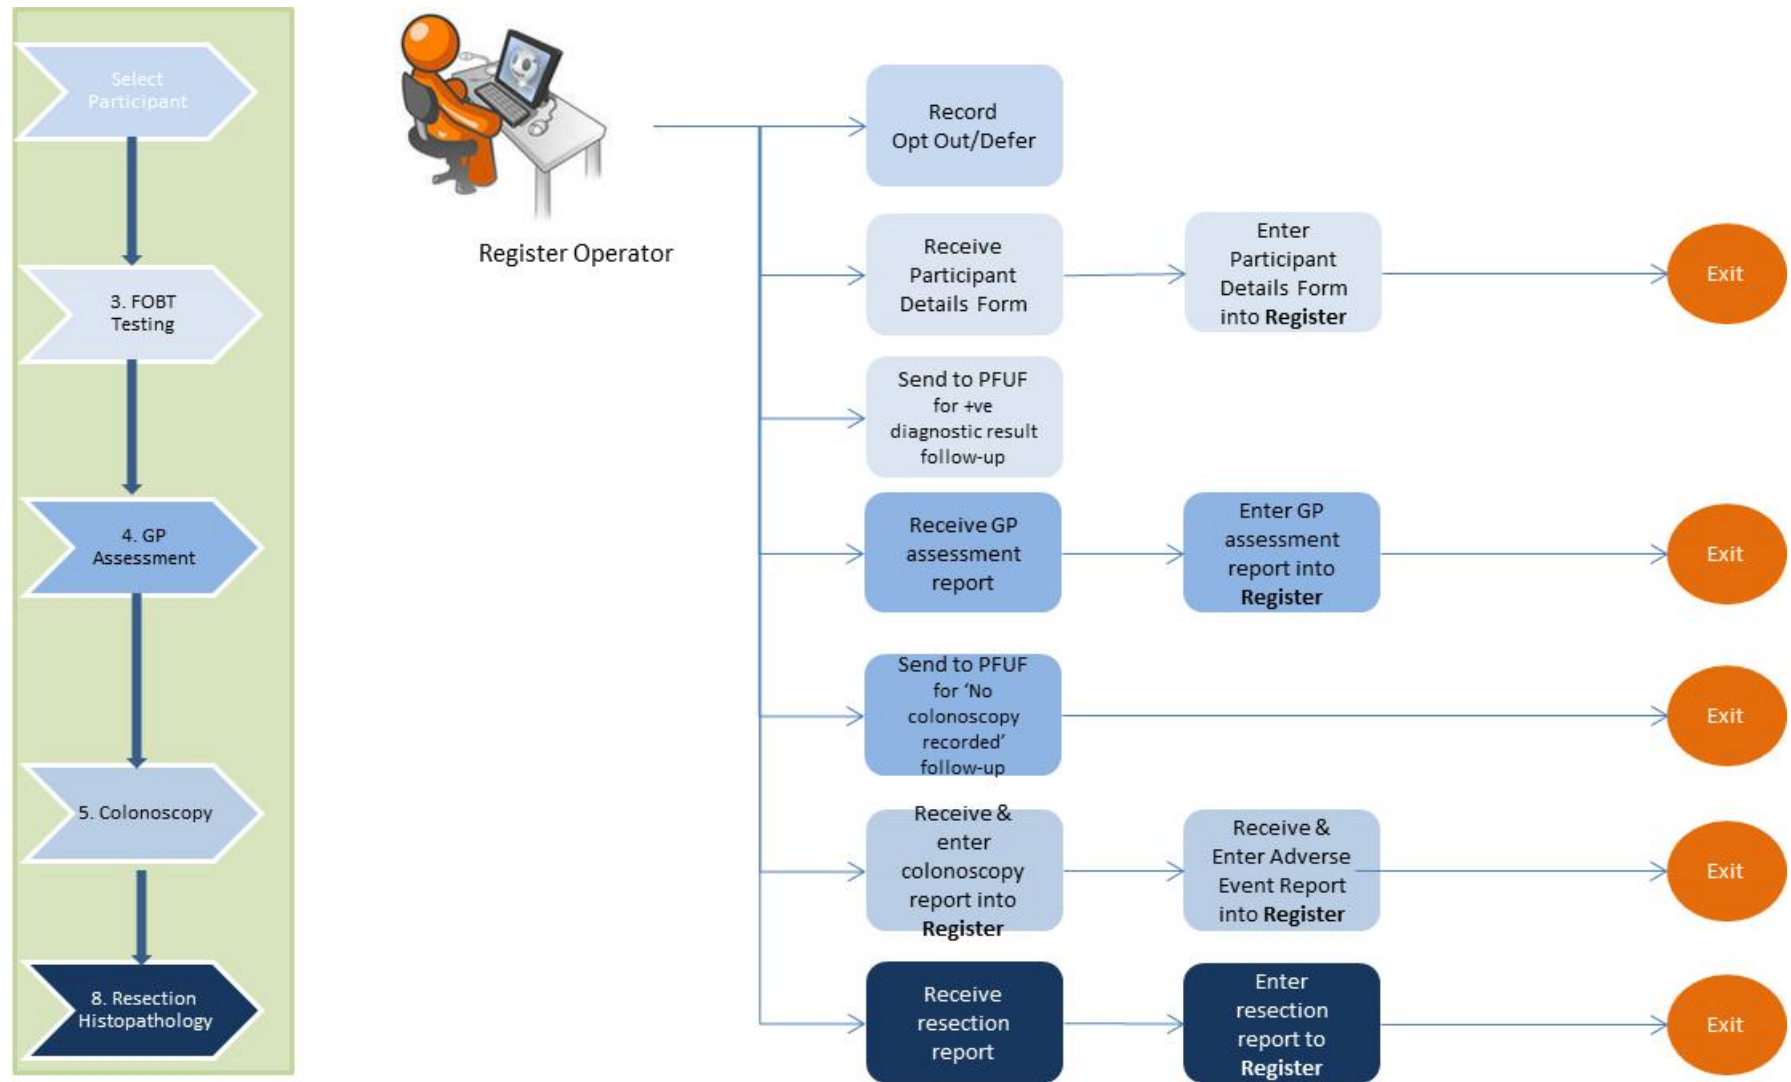 Select
Participant
3. FOBT
Testing
4. GP
Assessment
5. Colonoscopy
8. Resection
Histopathology
Register Operator
Record
Opt Out/Defer
Receive
Participant
Details Form
Enter
Participant
Details Form
into Register
Exit
Send to PFUF
for +ve
diagnostic result
follow-up
Receive GP
assessment
report
Enter GP
assessment
report into
Register
Exit
Send to PFUF
for ‘No
colonoscopy
recorded’
follow-up
Exit
Receive &
enter
colonoscopy
report into
Register
Receive &
Enter Adverse
Event Report
into Register
Exit
Receive
resection
report
Enter
resection
report to
Register
Exit